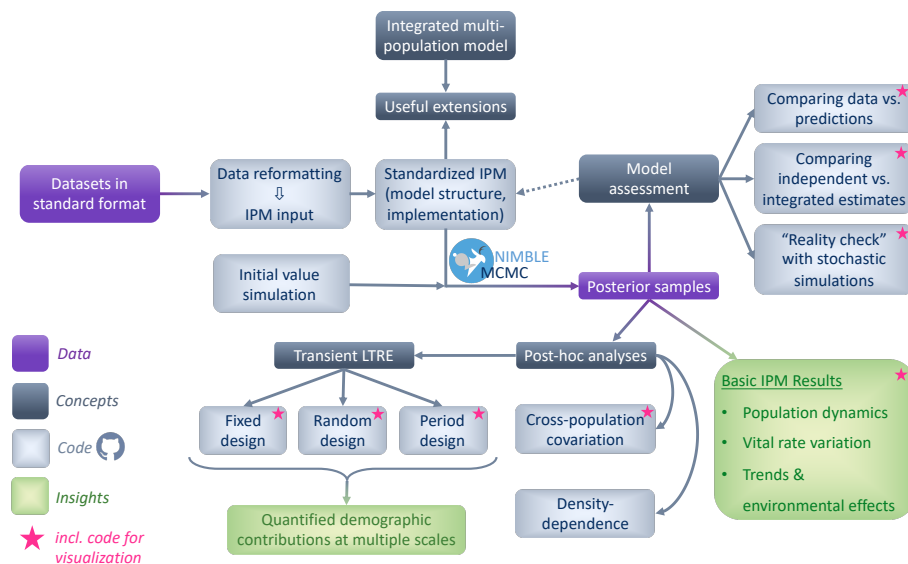 Integrated multi-
population model
Useful extensions
Datasets in
standard format
Data reformatting
⇩
IPM input
Standardized IPM
(model structure,
implementation)
Model
assessment
Comparing data vs.
predictions
Comparing
independent vs.
integrated estimates
“Reality check”
with stochastic
simulations
Initial value
simulation
NIMBLE
MCMC
Posterior samples
Transient LTRE
Post-hoc analyses
Fixed
design
Random
design
Period
design
Cross-population
covariation
Density-
dependence
Quantified demographic
contributions at multiple scales
Basic IPM Results
• Population dynamics
• Vital rate variation
• Trends &
environmental effects
Data
Concepts
Code
Insights
incl. code for
visualization